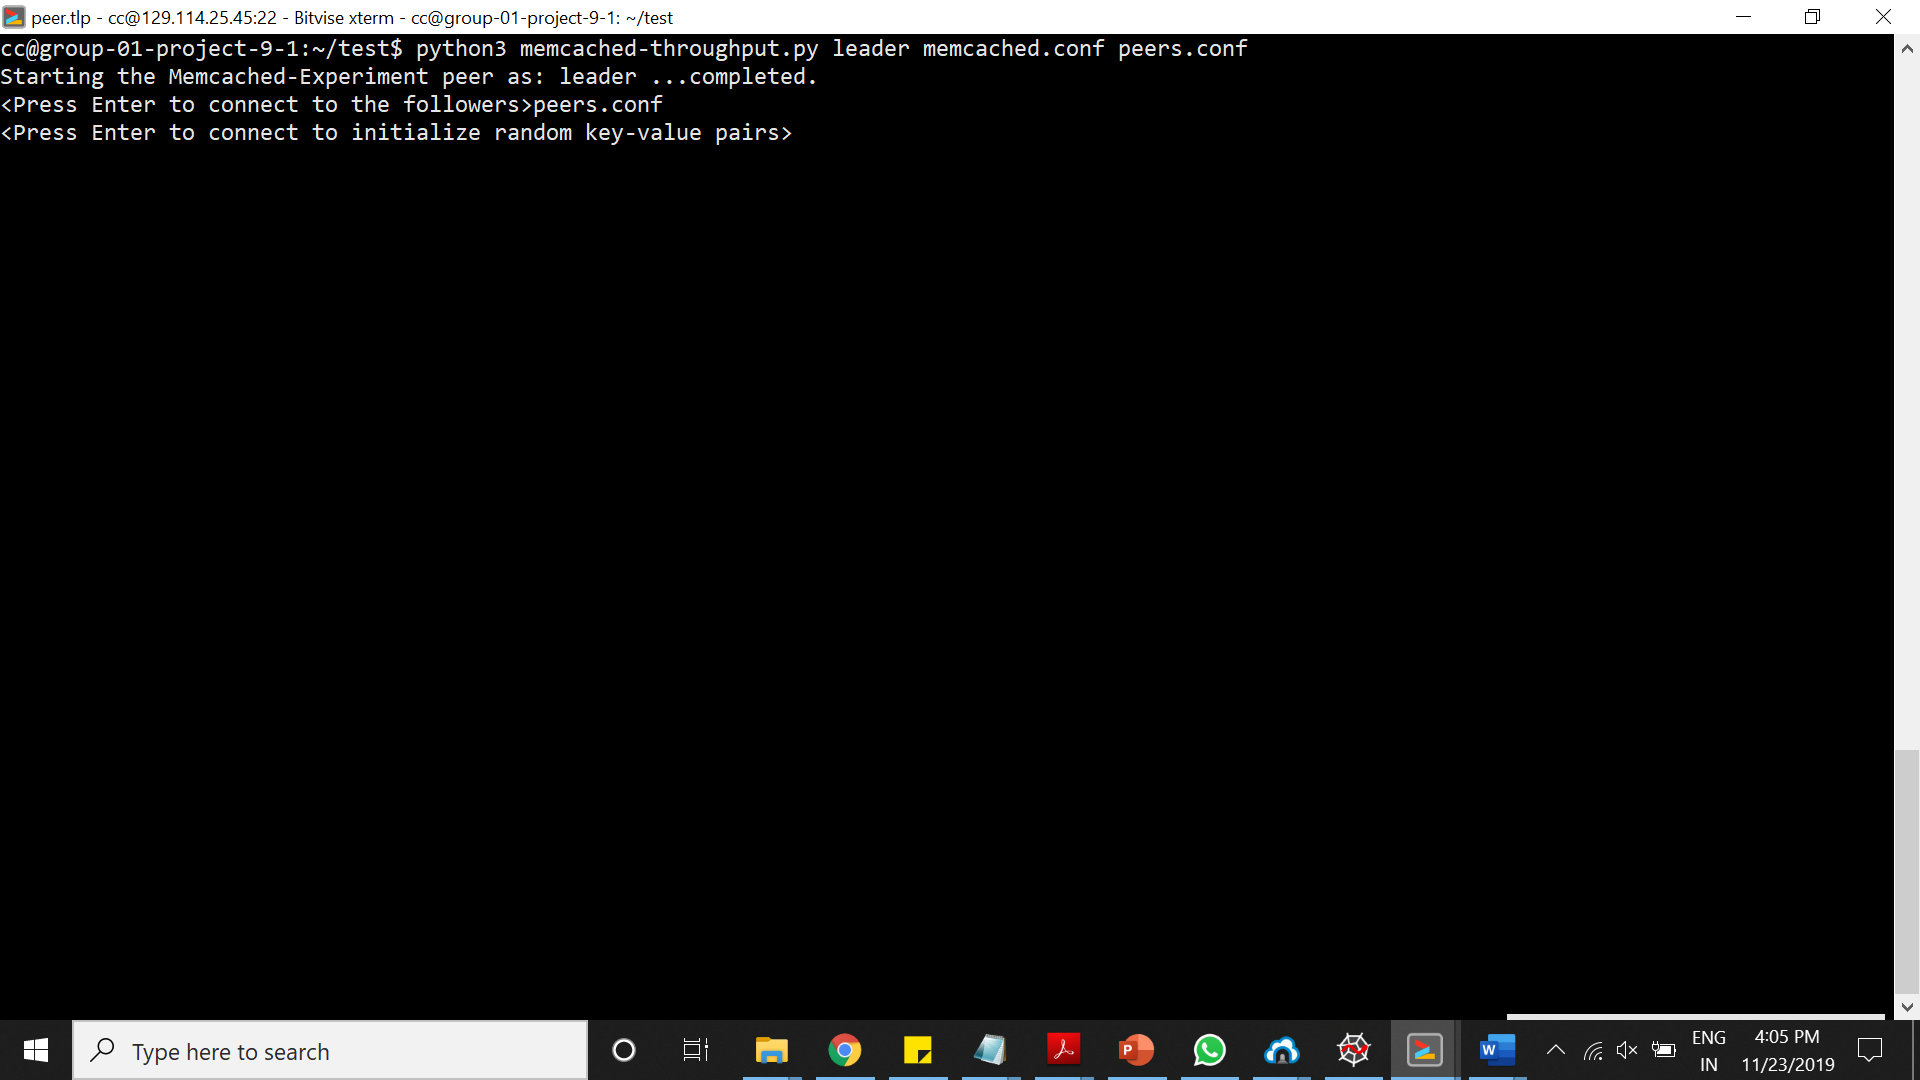 peer.tlp - cc@129.114.25.45:22 - Bitvise xterm - cc@group-01-project-9-1: ~/test
cc@group-01-project-9-1:~/test$ python3 memcached-throughput.py leader memcached.conf peers.conf
Starting the Memcached-Experiment peer as: leader ...completed.
<Press Enter to connect to the followers>peers.conf
<Press Enter to connect to initialize random key-value pairs>
Type here to search
P
W
ENG
IN
4:05 PM
11/23/2019